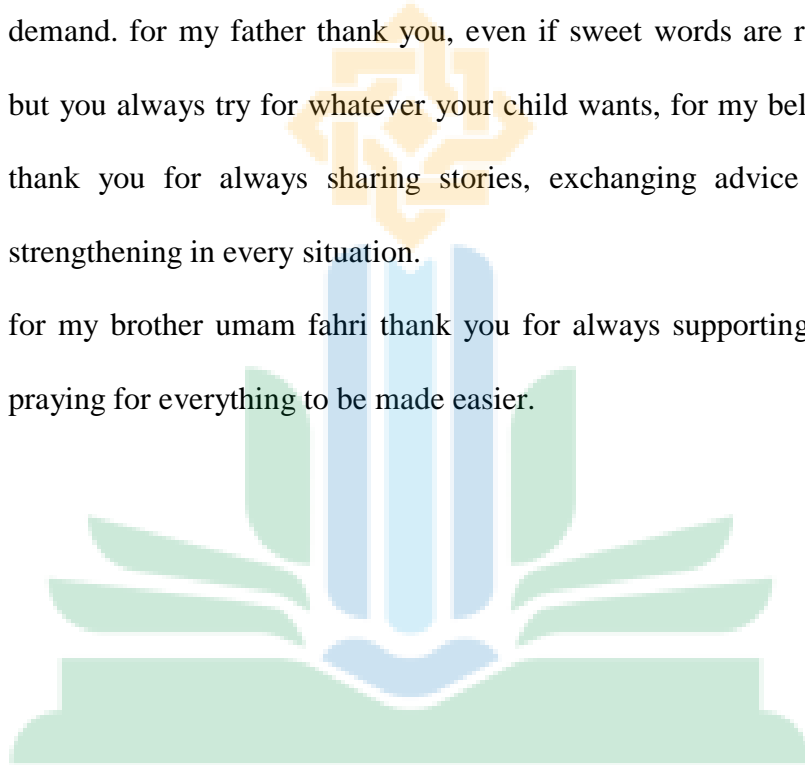 demand. for my father thank you, even if sweet words are
but you always try for whatever your child wants, for my
thank you for always sharing stories, exchanging advice
strengthening in every situation.
for my brother umam fahri thank you for always supporting
praying for everything to be made easier.